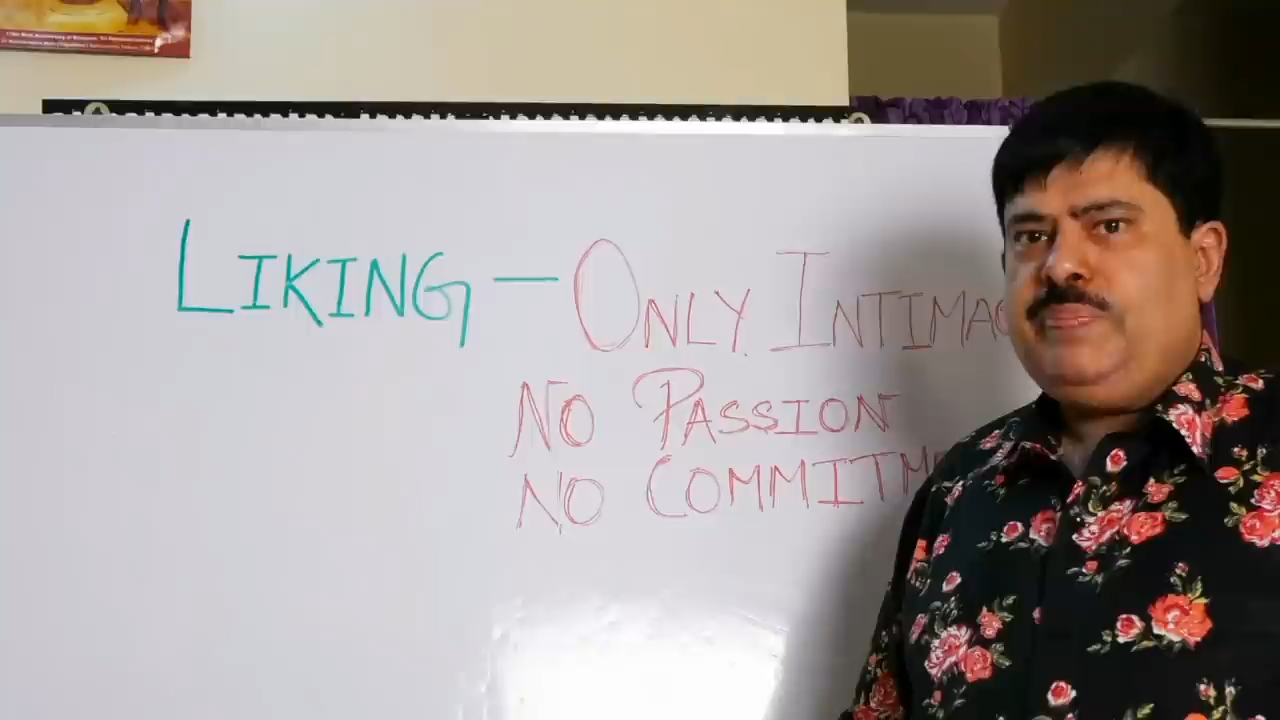 LIKING — ONLY INTIMAC
NO PASSION
NO COMMITM